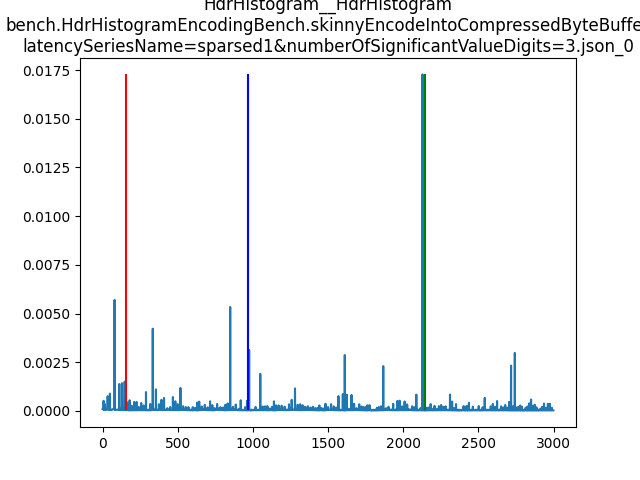 HdrHistogram__HdrHistogram
bench.HdrHistogramEncodingBench.skinnyEncodeIntoCompressedByteBuffe
latencySeriesName=sparsed1&numberOfSignificantValueDigits=3.json_0
0.0175
0.0150
0.0125
0.0100
0.0075
0.0050
0.0025
0.0000
0 500 1000 1500 2000 2500 3000